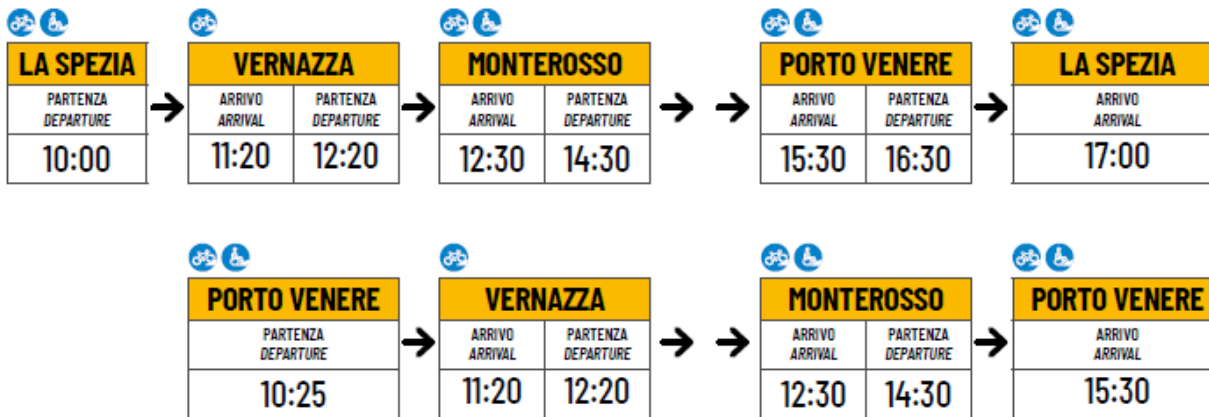 LA SPEZIA VERNAZZA MONTEROSSO PORTO VENERE LA SPEZIA
PARTENZA ARRIVO PARTENZA ARRIVO PARTENZA ARRIVO PARTENZA ARRIVO
DEPARTURE ARRIVAL DEPARTURE ARRIVAL DEPARTURE ARRIVAL DEPARTURE ARRIVAL
10:00 11:20 12:20 12:30 14:30 15:30 16:30 17:00
PORTO VENERE VERNAZZA MONTEROSSO PORTO VENERE
PARTENZA ARRIVO PARTENZA ARRIVO PARTENZA ARRIVO
DEPARTURE ARRIVAL DEPARTURE ARRIVAL DEPARTURE ARRIVAL
10:25 11:20 12:20 12:30 14:30 15:30